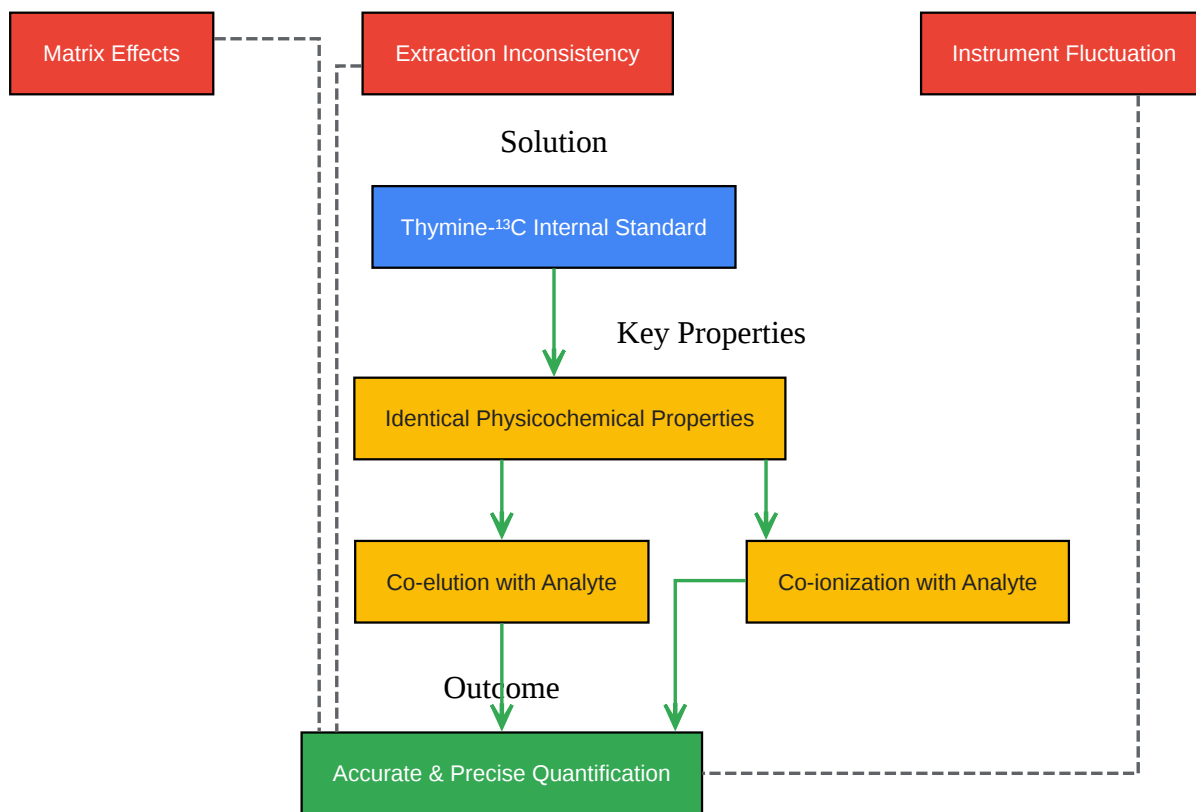 Matrix Effects
Extraction Inconsistency
Instrument Fluctuation
Solution
Thymine-¹³C Internal Standard
Key Properties
Identical Physicochemical Properties
Co-elution with Analyte
Co-ionization with Analyte
Outcome
Accurate & Precise Quantification